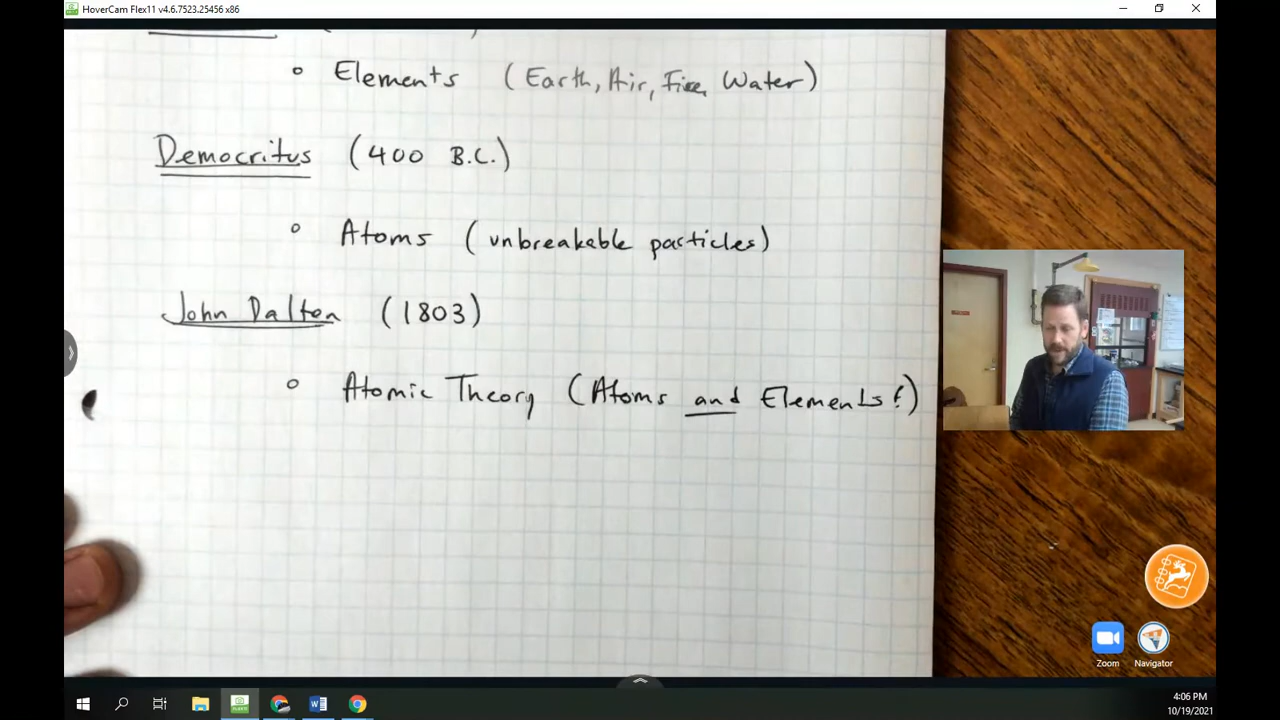 HoverCam Flex11 v4.6.7523.25456 x86
Elements (Earth, Air, Fire, Water)
Democritus (400 B.C.)
Atoms (unbreakable particles)
John Dalton (1803)
Atomic Theory (Atoms and Elements!)
Zoom
Navigator
4:06 PM
10/19/2021